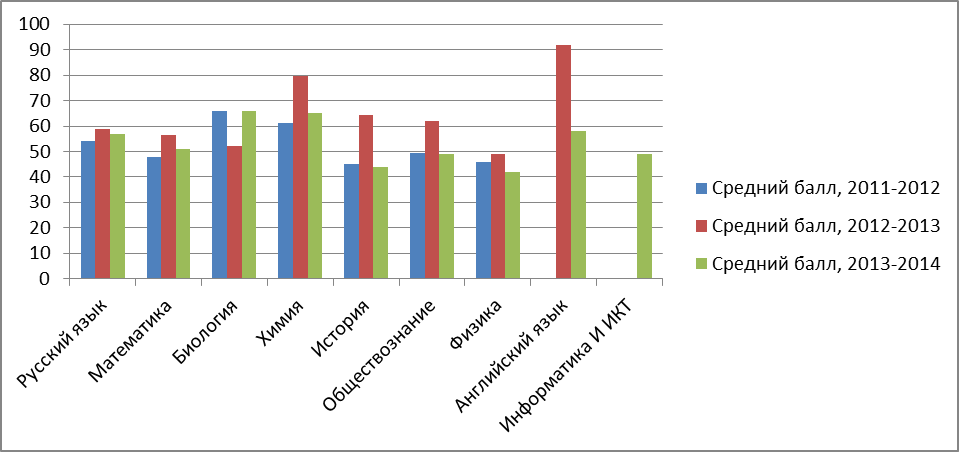 100
90
80
70
60
50
40
30
20
10
0
Русский язык
Математика
Биология
Химия
История
Обществознание
Физика
Английский язык
Информатика И ИКТ
Средний балл, 2011-2012
Средний балл, 2012-2013
Средний балл, 2013-2014